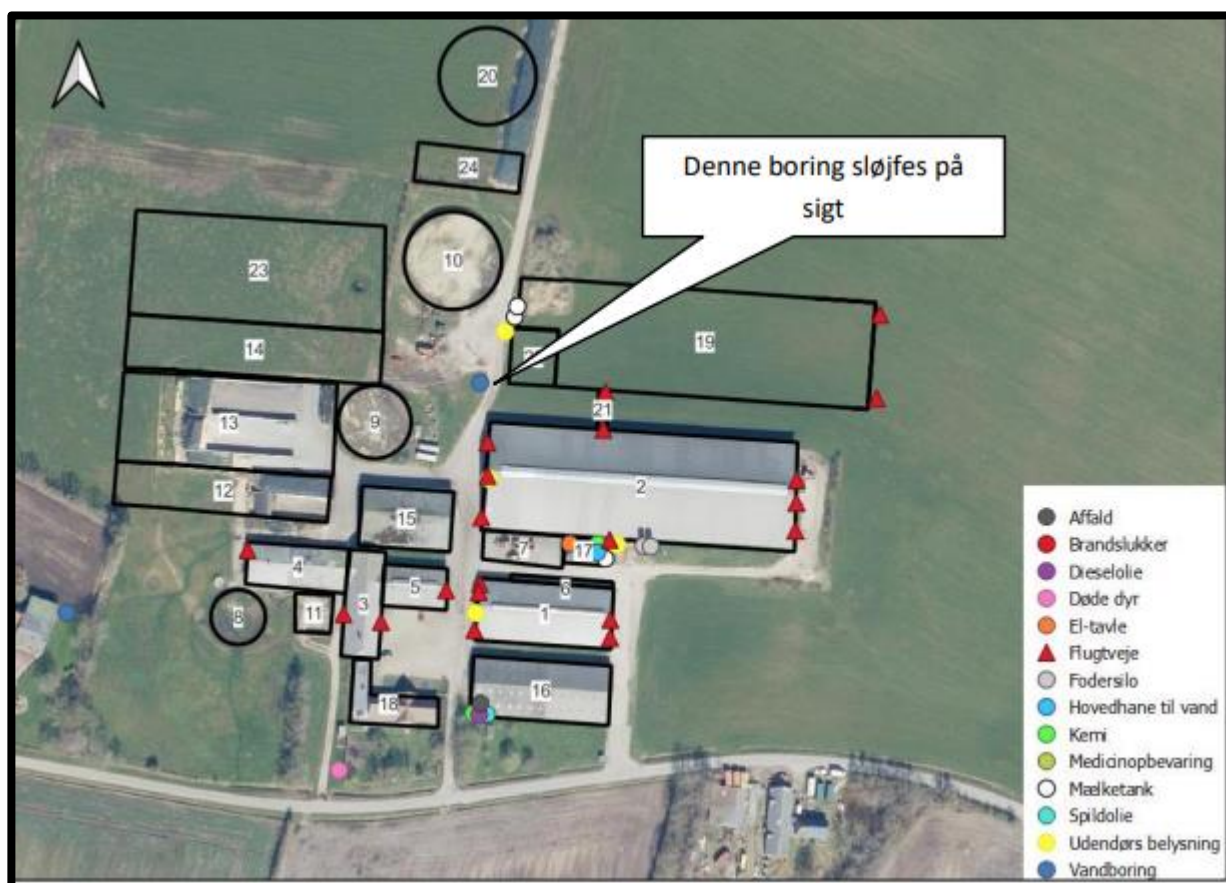 20
24
Denne boring sløjfes på
sigt
10
23
19
14
21
13
9
2
12
15
7
17
4
5
6
3
1
8
11
16
18
Affald
Brandslukker
Dieselolie
Døde dyr
El-tavle
Flugtveje
Fodersilo
Hovedhane til vand
Kemi
Medicinopbevaring
Mælketank
Spildolie
Udendørs belysning
Vandboring